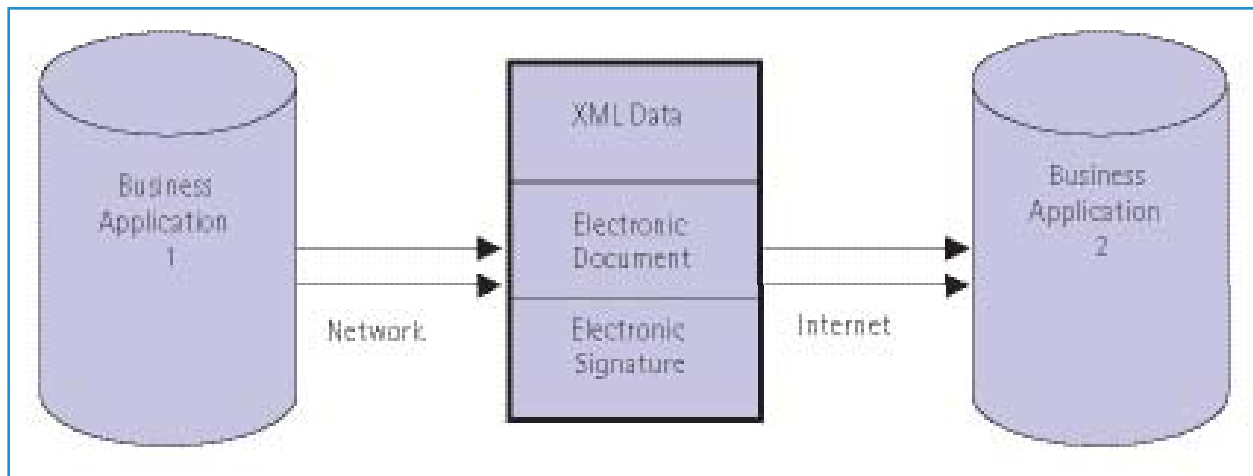 Business
Application
1
Network
XML Data
Electronic
Document
Electronic
Signature
Internet
Business
Application
2